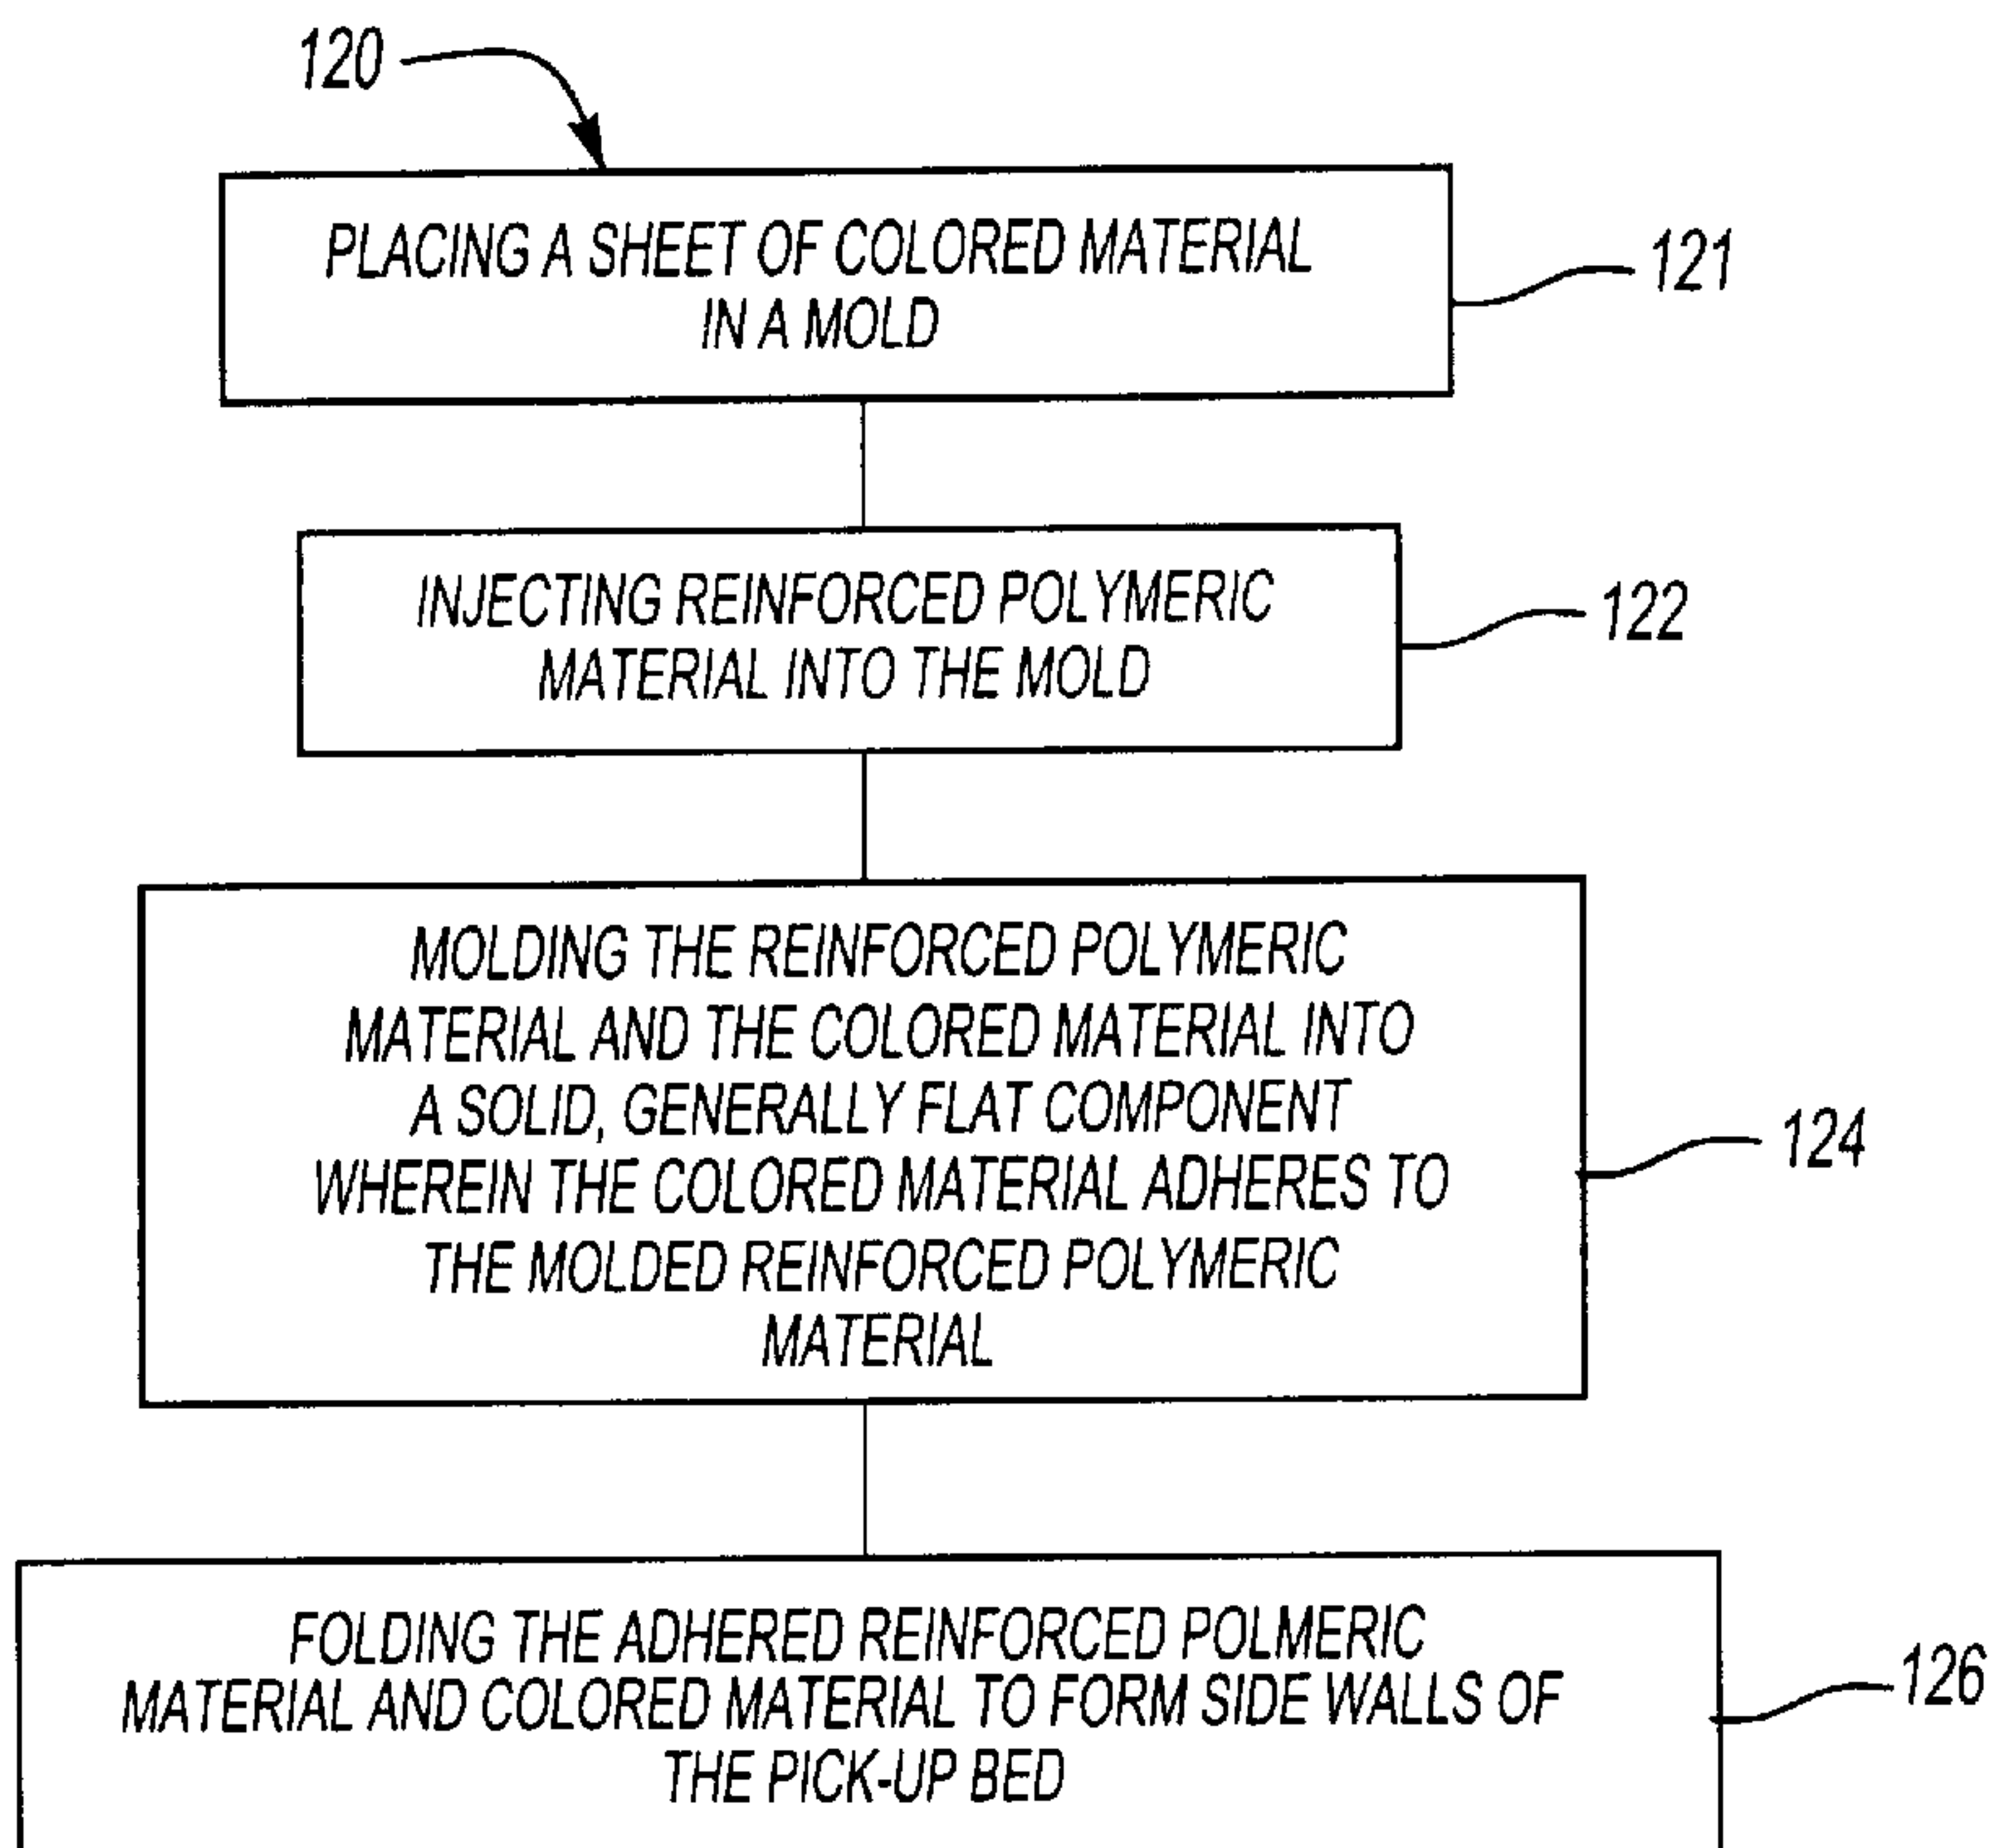 120
PLACING A SHEET OF COLORED MATERIAL
IN A MOLD
121
INJECTING REINFORCED POLYMERIC
MATERIAL INTO THE MOLD
122
MOLDING THE REINFORCED POLYMERIC
MATERIAL AND THE COLORED MATERIAL INTO
A SOLID, GENERALLY FLAT COMPONENT
WHEREIN THE COLORED MATERIAL ADHERES TO
THE MOLDED REINFORCED POLYMERIC
MATERIAL
124
FOLDING THE ADHERED REINFORCED POLMERIC
MATERIAL AND COLORED MATERIAL TO FORM SIDE WALLS OF
THE PICK-UP BED
126